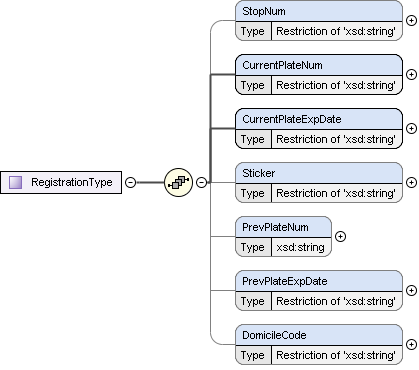 StopNum
Type Restriction of 'xsd:string'
CurrentPlateNum
Type Restriction of 'xsd:string'
CurrentPlateExpDate
Type Restriction of 'xsd:string'
RegistrationType
Sticker
Type Restriction of 'xsd:string'
PrevPlateNum
Type xsd:string
PrevPlateExpDate
Type Restriction of 'xsd:string'
DomicileCode
Type Restriction of 'xsd:string'